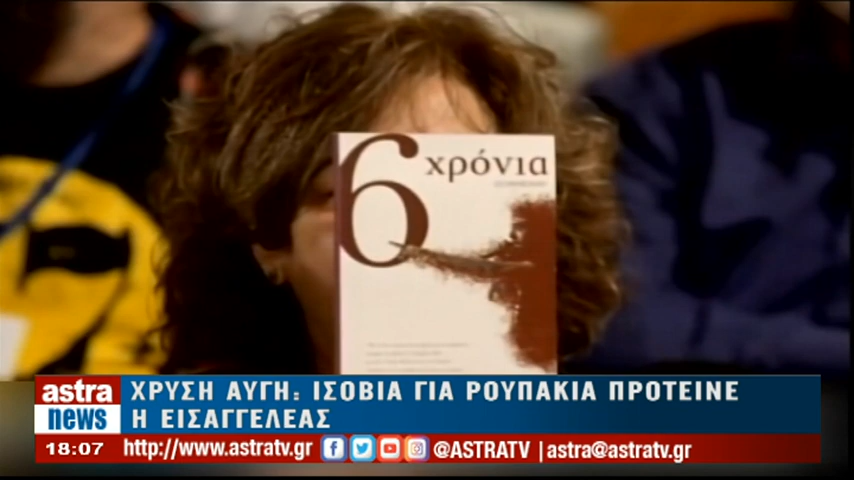 6 χρόνια
astra
news
ΧΡΥΣΗ ΑΥΓΗ: ΙΣΟΒΙΑ ΓΙΑ ΡΟΥΠΑΚΙΑ ΠΡΟΤΕΙΝΕ
Η ΕΙΣΑΓΓΕΛΕΑΣ
18:07 http://www.astratv.gr @ASTRATV | astra@astratv.gr